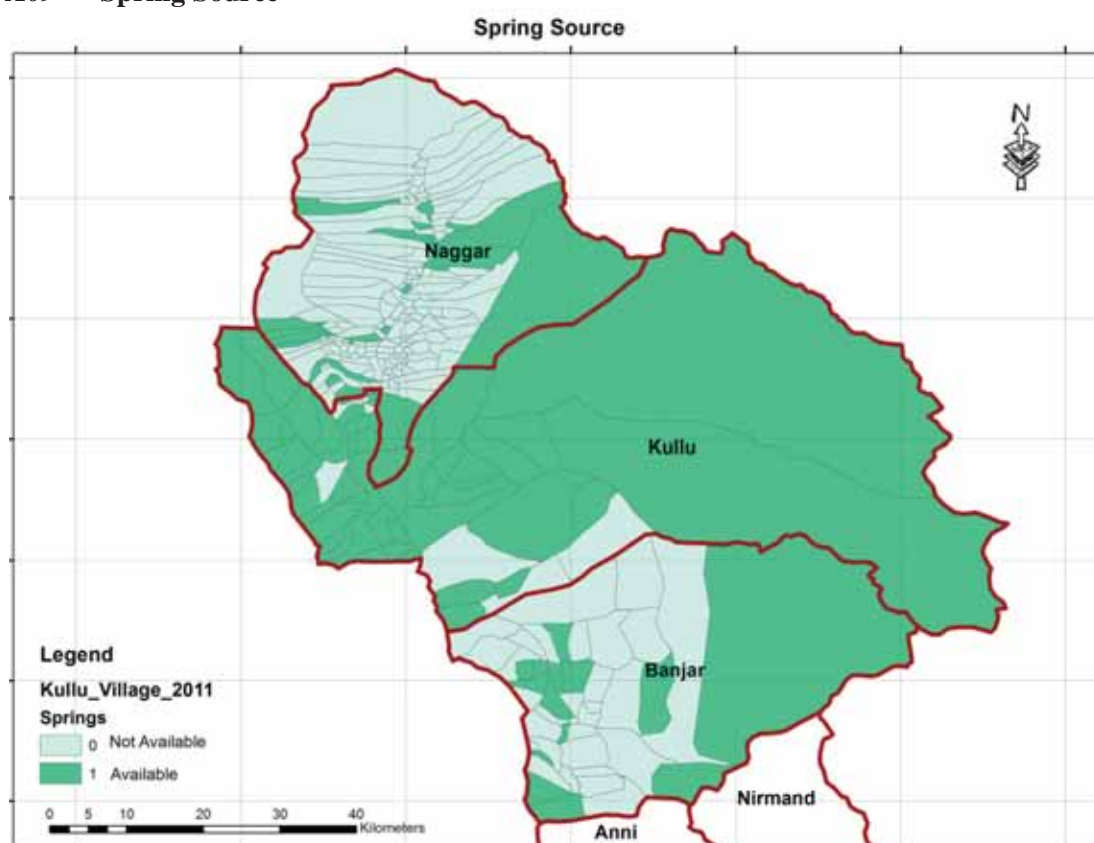 Spring Source
Spring Source
N
Naggar
Kullu
Banjar
Nirmand
Anni
Legend
Kullu_Village_2011
Springs
0 Not Available
1 Available
0 5 10 20 30 40
Kilometers